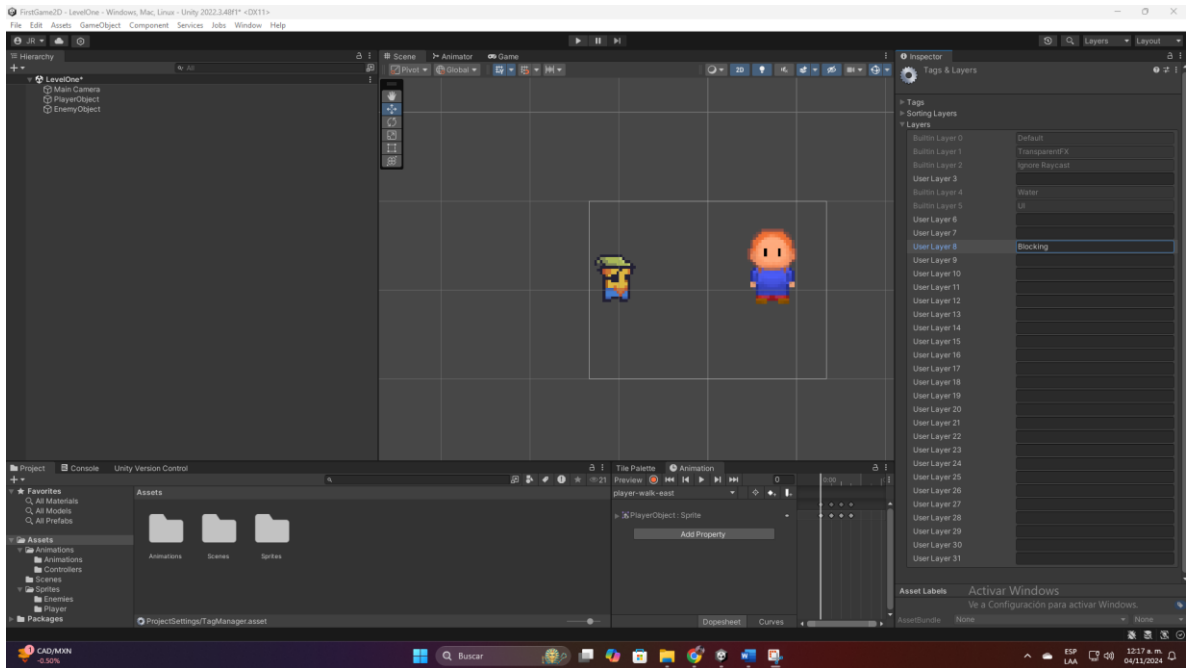 FirstGame2D - LevelOne - Windows, Mac, Linux - Unity 2022.3.48f1* <DX11>
File Edit Assets GameObject Component Services Jobs Window Help
JR
Layers Layout
Hierarchy
Scene Animator Game
Inspector
All
Pivot Global 2D
Tags & Layers
LevelOne*
Main Camera
PlayerObject
EnemyObject
Tags
Sorting Layers
Layers
Builtin Layer 0 Default
Builtin Layer 1 TransparentFX
Builtin Layer 2 Ignore Raycast
User Layer 3
Builtin Layer 4 Water
Builtin Layer 5 UI
User Layer 6
User Layer 7
User Layer 8 Blocking
User Layer 9
User Layer 10
User Layer 11
User Layer 12
User Layer 13
User Layer 14
User Layer 15
User Layer 16
User Layer 17
User Layer 18
User Layer 19
User Layer 20
User Layer 21
User Layer 22
User Layer 23
User Layer 24
User Layer 25
User Layer 26
User Layer 27
User Layer 28
User Layer 29
User Layer 30
User Layer 31
Project Console Unity Version Control
21
Favorites
All Materials
All Models
All Prefabs
Assets
Animations
Animations
Controllers
Scenes
Sprites
Enemies
Player
Packages
Assets
Animations Scenes Sprites
ProjectSettings/TagManager.asset
Tile Palette Animation
Preview 0 0:00
player-walk-east
PlayerObject : Sprite
Add Property
Dopesheet Curves
Asset Labels
Activar Windows
Ve a Configuración para activar Windows.
AssetBundle None None
CAD/MXN
-0.50%
Buscar
ESP
LAA
12:17 a. m.
04/11/2024